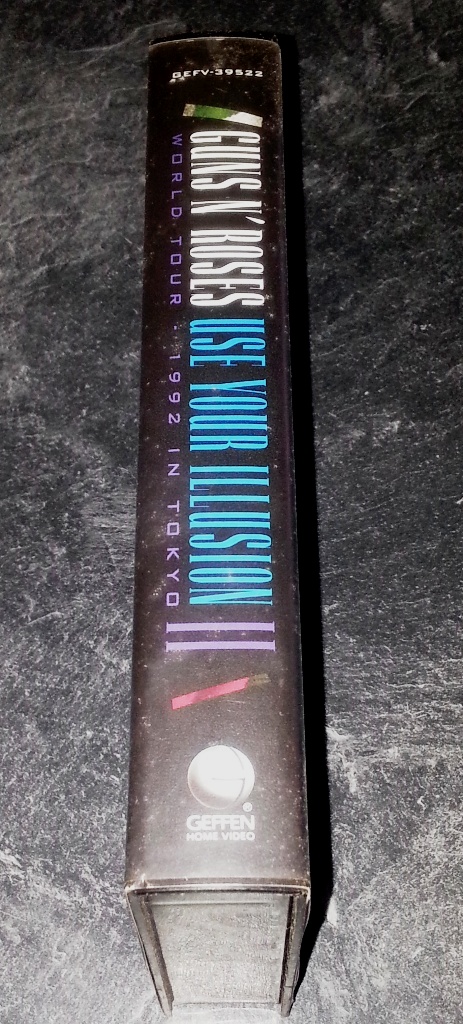 GEFV-39522
GUNS N' ROSES USE YOUR ILLUSION II
WORLD TOUR - 1992 IN TOKYO
G
®
GEFFEN
HOME VIDEO